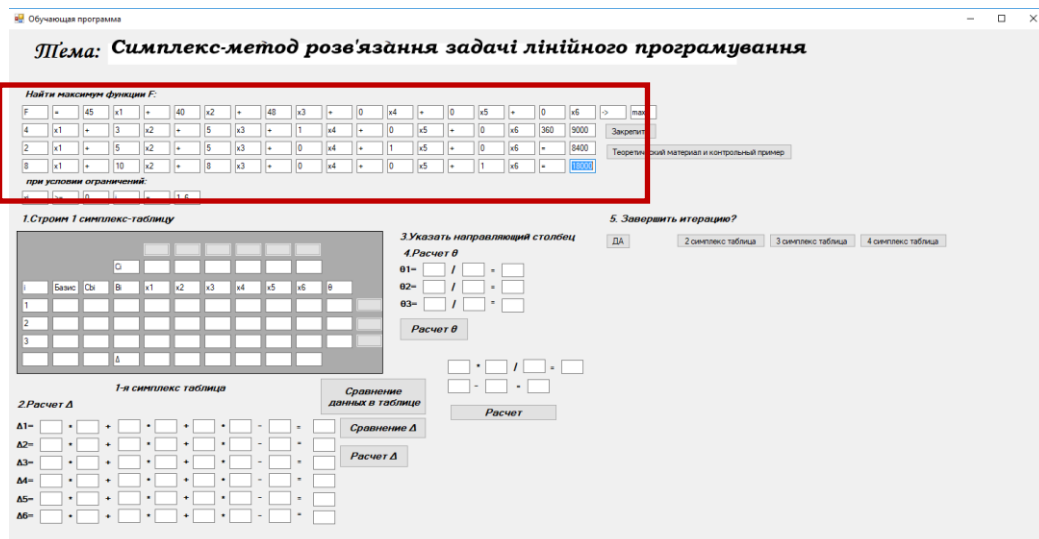 Обучающая программа
Тема: Симплекс-метод розв'язання задачі лінійного програмування
Найти максимум функции F:
F = 45 x1 + 40 x2 + 48 x3 + 0 x4 + 0 x5 + 0 x6 -> max
4 x1 + 3 x2 + 5 x3 + 1 x4 + 0 x5 + 0 x6 360 9000 Закрепить
2 x1 + 5 x2 + 5 x3 + 0 x4 + 1 x5 + 0 x6 = 8400 Теоретический материал и контрольный пример
8 x1 + 10 x2 + 8 x3 + 0 x4 + 0 x5 + 1 x6 = 18000
при условии ограничений:
>= 0
1.Строим 1 симплекс-таблицу
Ci
i Базис Cbi Bi x1 x2 x3 x4 x5 x6 θ
1
2
3
Δ
1-я симплекс таблица
3.Указать направляющий столбец
4.Расчет θ
θ1= / =
θ2= / =
θ3= / =
Расчет θ
5. Завершить итерацию?
ДА 2 симплекс таблица 3 симплекс таблица 4 симплекс таблица
* / =
- =
Расчет
Сравнение данных в таблице
Сравнение Δ
Расчет Δ
2.Расчет Δ
Δ1= * + * + * - =
Δ2= * + * + * - =
Δ3= * + * + * - =
Δ4= * + * + * - =
Δ5= * + * + * - =
Δ6= * + * + * - =